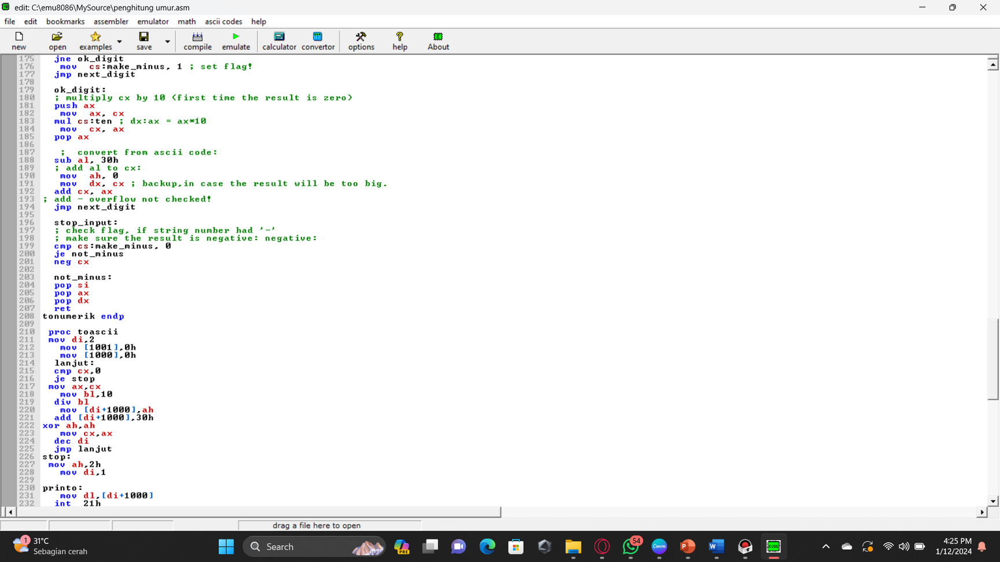 edit: C:\emu8086\MySource\penghitung umur.asm
file edit bookmarks assembler emulator math ascii codes help
new open examples save compile emulate calculator convertor options help About
175 jne ok_digit
176 mov cs:make_minus, 1 ; set flag!
177 jmp next_digit
178
179 ok_digit:
180 ; multiply cx by 10 (first time the result is zero)
181 push ax
182 mov ax, cx
183 mul cs:ten ; dx:ax = ax*10
184 mov cx, ax
185 pop ax
186
187 ; convert from ascii code:
188 sub al, 30h
189 ; add al to cx:
190 mov ah, 0
191 mov dx, cx ; backup,in case the result will be too big.
192 add cx, ax
193 ; add - overflow not checked!
194 jmp next_digit
195
196 stop_input:
197 ; check flag, if string number had '-'
198 ; make sure the result is negative: negative:
199 cmp cs:make_minus, 0
200 je not_minus
201 neg cx
202
203 not_minus:
204 pop si
205 pop ax
206 pop dx
207 ret
208 tonumerik endp
209
210 proc toascii
211 mov di,2
212 mov [1001],0h
213 mov [1000],0h
214 lanjut:
215 cmp cx,0
216 je stop
217 mov ax,cx
218 mov bl,10
219 div bl
220 mov [di+1000],ah
221 add [di+1000],30h
222 xor ah,ah
223 mov cx,ax
224 dec di
225 jmp lanjut
226 stop:
227 mov ah,2h
228 mov di,1
229
230 printo:
231 mov dl,[di+1000]
232 int 21h
drag a file here to open
1 31°C
Sebagian cerah
Search
PRE
54
8086
4:25 PM
1/12/2024